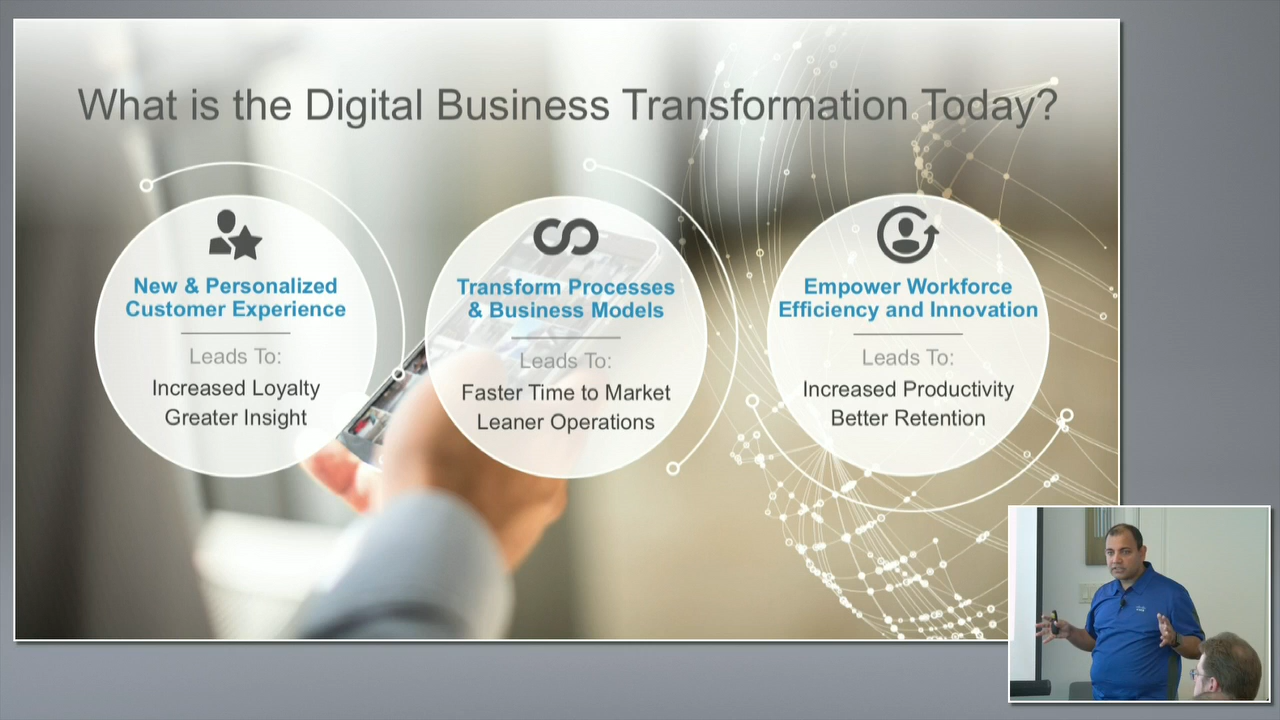 What is the Digital Business Transformation Today?
New & Personalized
Customer Experience
Leads To:
Increased Loyalty
Greater Insight
Transform Processes
& Business Models
Leads To:
Faster Time to Market
Leaner Operations
Empower Workforce
Efficiency and Innovation
Leads To:
Increased Productivity
Better Retention